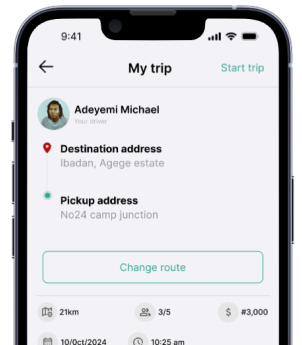 9:41
My trip
Start trip
Adeyemi Michael
Your driver
Destination address
Ibadan, Agege estate
Pickup address
No24 camp junction
Change route
21km
3/5
$
#3,000
10/Oct/2024
10:25 am